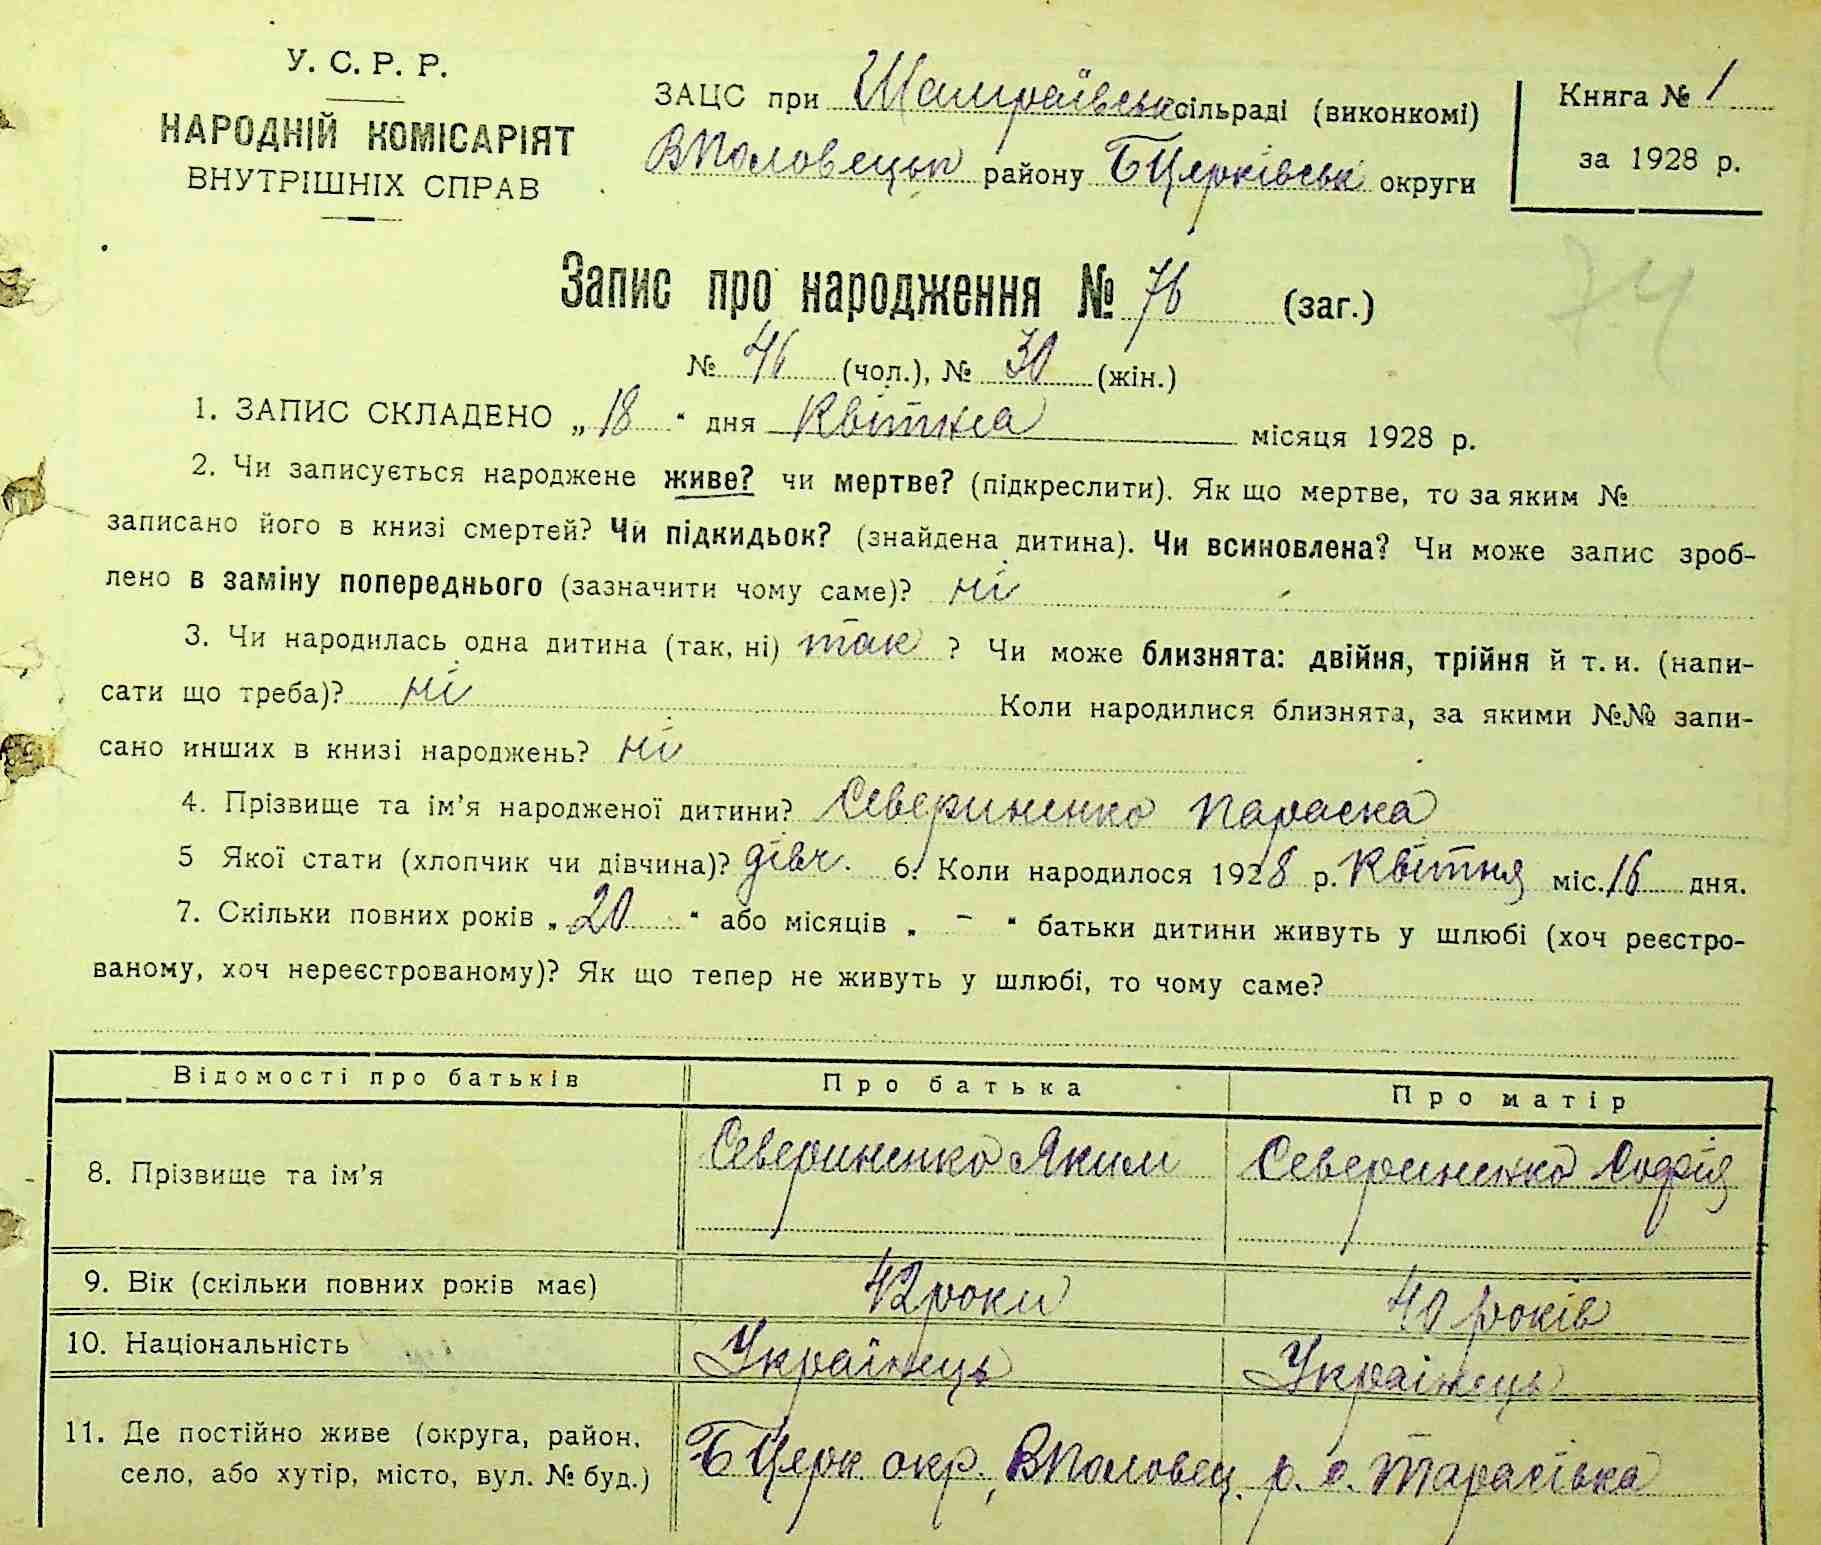 У. С. Р. Р.
НАРОДНІЙ КОМІСАРІЯТ
ВНУТРІШНІХ СПРАВ
ЗАЦС при Шамраївськ сільраді (виконкомі)
ВПоловецьк району БЦерківськ округи
Книга № 1
за 1928 р.
Запис про народження № 76 (заг.)
74
№ 46 (чол.), № 30 (жін.)
1. ЗАПИС СКЛАДЕНО „ 18 “ дня Квітня місяця 1928 р.
2. Чи записується народжене живе? чи мертве? (підкреслити). Як що мертве, то за яким №
записано його в книзі смертей? Чи підкидьок? (знайдена дитина). Чи всиновлена? Чи може запис зроб-
лено в заміну попереднього (зазначити чому саме)? ні
3. Чи народилась одна дитина (так, ні) так ? Чи може близнята: двійня, трійня й т. и. (напи-
сати що треба)? ні Коли народилися близнята, за якими №№ запи-
сано инших в книзі народжень? ні
4. Прізвище та ім'я народженої дитини? Севериненко Параска
5 Якої стати (хлопчик чи дівчина)? дівч. 6. Коли народилося 1928 р. Квітня міс. 16 дня.
7. Скільки повних років „ 20 “ або місяців „ - “ батьки дитини живуть у шлюбі (хоч реєстро-
ваному, хоч нереєстрованому)? Як що тепер не живуть у шлюбі, то чому саме?
Відомості про батьків Про батька Про матір
8. Прізвище та ім'я Севериненко Яким Севериненко Софія
9. Вік (скільки повних років має) 42 роки 40 років
10. Національність Українець Українець
11. Де постійно живе (округа, район,
село, або хутір, місто, вул. № буд.) БЦерк окр., ВПоловец. р. с. Тарасівка